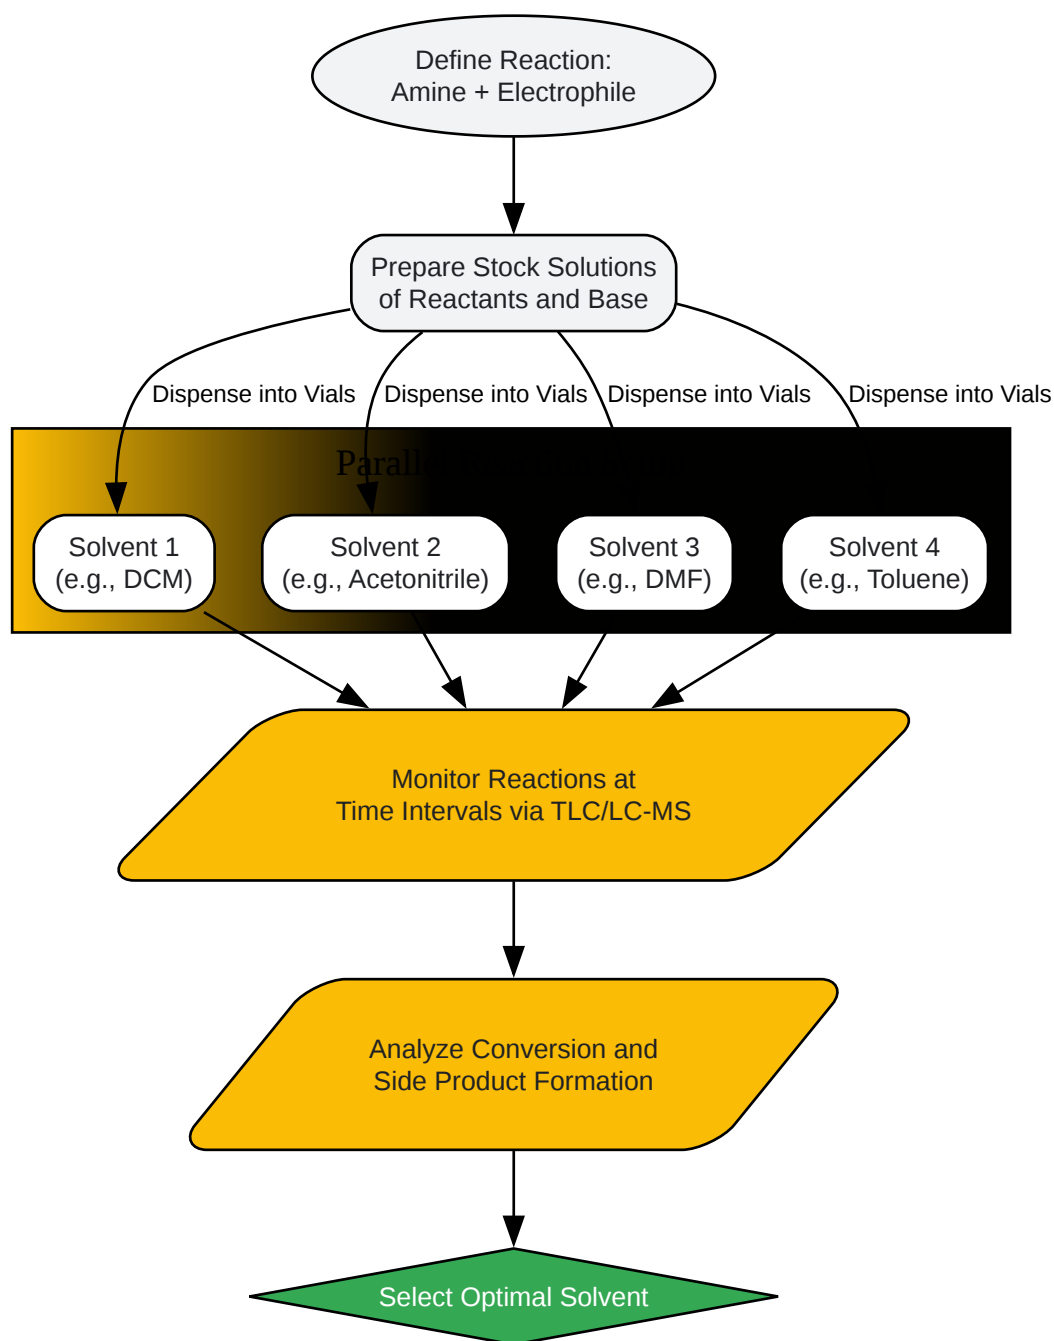 Define Reaction:
Amine + Electrophile
Prepare Stock Solutions
of Reactants and Base
Dispense into Vials
Dispense into Vials
Dispense into Vials
Dispense into Vials
Solvent 1
(e.g., DCM)
Solvent 2
(e.g., Acetonitrile)
Solvent 3
(e.g., DMF)
Solvent 4
(e.g., Toluene)
Monitor Reactions at
Time Intervals via TLC/LC-MS
Analyze Conversion and
Side Product Formation
Select Optimal Solvent